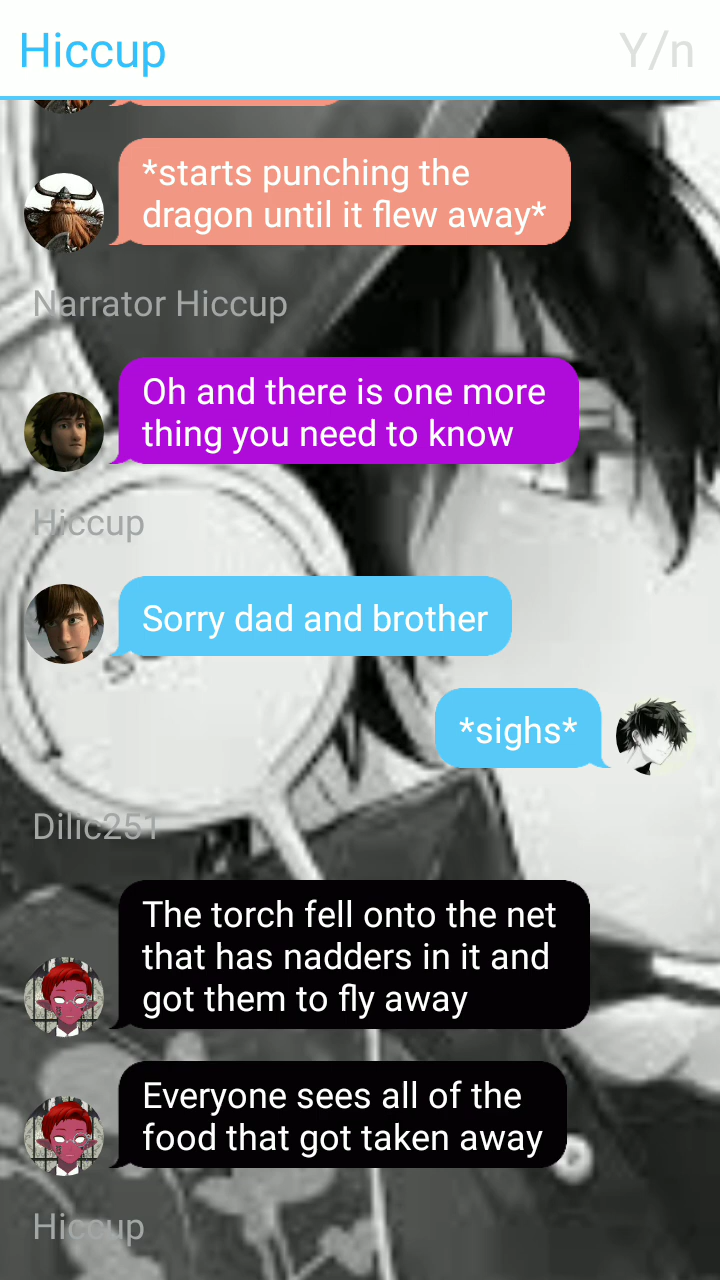 Hiccup
Y/n
*starts punching the
dragon until it flew away*
Narrator Hiccup
Oh and there is one more
thing you need to know
Hiccup
Sorry dad and brother
*sighs*
Dilic251
The torch fell onto the net
that has nadders in it and
got them to fly away
Everyone sees all of the
food that got taken away
Hiccup